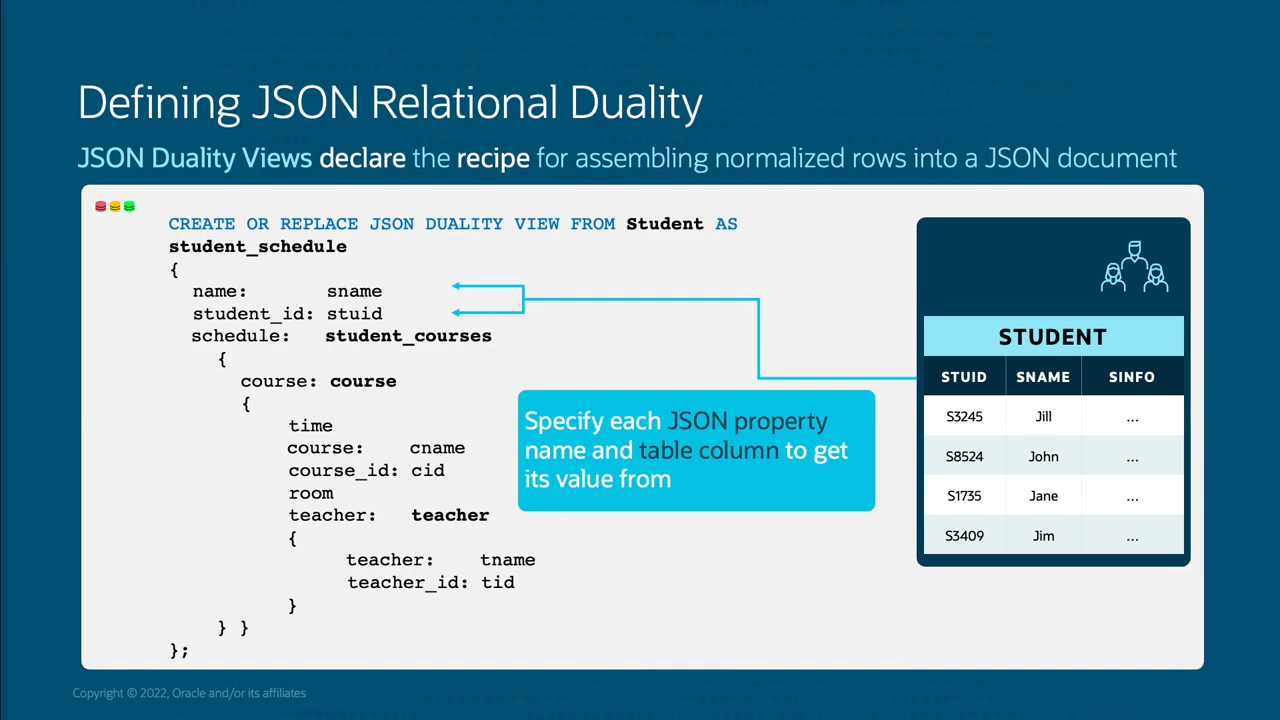 Defining JSON Relational Duality
JSON Duality Views declare the recipe for assembling normalized rows into a JSON document
CREATE OR REPLACE JSON DUALITY VIEW FROM Student AS
student_schedule
{
name: sname
student_id: stuid
schedule: student_courses
{
course: course
{
time
course: cname
course_id: cid
room
teacher: teacher
{
teacher: tname
teacher_id: tid
}
} }
};
Specify each JSON property
name and table column to get
its value from
STUDENT
STUID SNAME SINFO
S3245 Jill ...
S8524 John ...
S1735 Jane ...
S3409 Jim ...
Copyright © 2022, Oracle and/or its affiliates